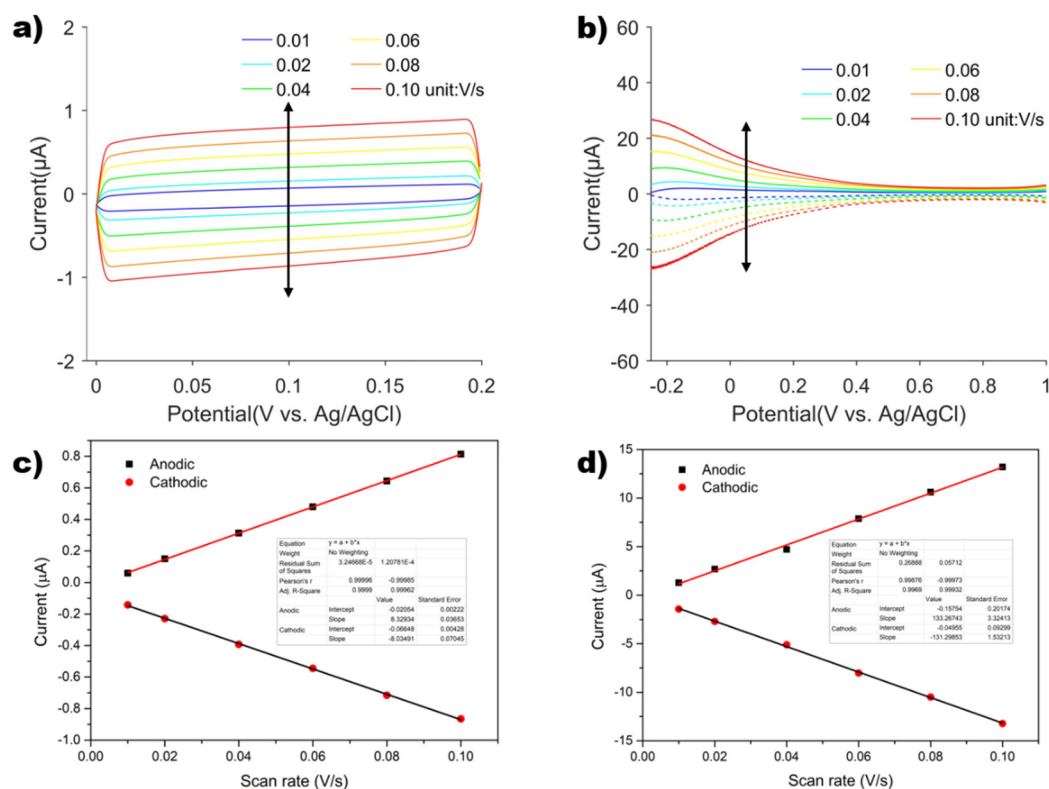 a)
2
1
0
-1
-2
Current(μA)
0.01
0.02
0.04
0.06
0.08
0.10 unit:V/s
0
0.05
0.1
0.15
0.2
Potential(V vs. Ag/AgCl)
b)
60
40
20
0
-20
-40
-60
Current(μA)
0.01
0.02
0.04
0.06
0.08
0.10 unit:V/s
-0.2
0
0.2
0.4
0.6
0.8
1
Potential(V vs. Ag/AgCl)
c)
0.8
0.6
0.4
0.2
0.0
-0.2
-0.4
-0.6
-0.8
-1.0
Current (μA)
Anodic
Cathodic
Equation y = a + b*x
Weight No Weighting
Residual Sum of Squares 3.24668E-5 1.20781E-4
Pearson's r 0.99996 -0.99985
Adj. R-Square 0.9999 0.99962
Value Standard Error
Anodic Intercept -0.02054 0.00222
Slope 8.32934 0.03653
Cathodic Intercept -0.06648 0.00428
Slope -8.03491 0.07045
0.00
0.02
0.04
0.06
0.08
0.10
Scan rate (V/s)
d)
15
10
5
0
-5
-10
-15
Current (μA)
Anodic
Cathodic
Equation y = a + b*x
Weight No Weighting
Residual Sum of Squares 0.26888 0.05712
Pearson's r 0.99876 -0.99973
Adj. R-Square 0.9969 0.99932
Value Standard Error
Anodic Intercept -0.15754 0.20174
Slope 133.26743 3.32413
Cathodic Intercept -0.04955 0.09299
Slope -131.29853 1.53213
0.00
0.02
0.04
0.06
0.08
0.10
Scan rate (V/s)